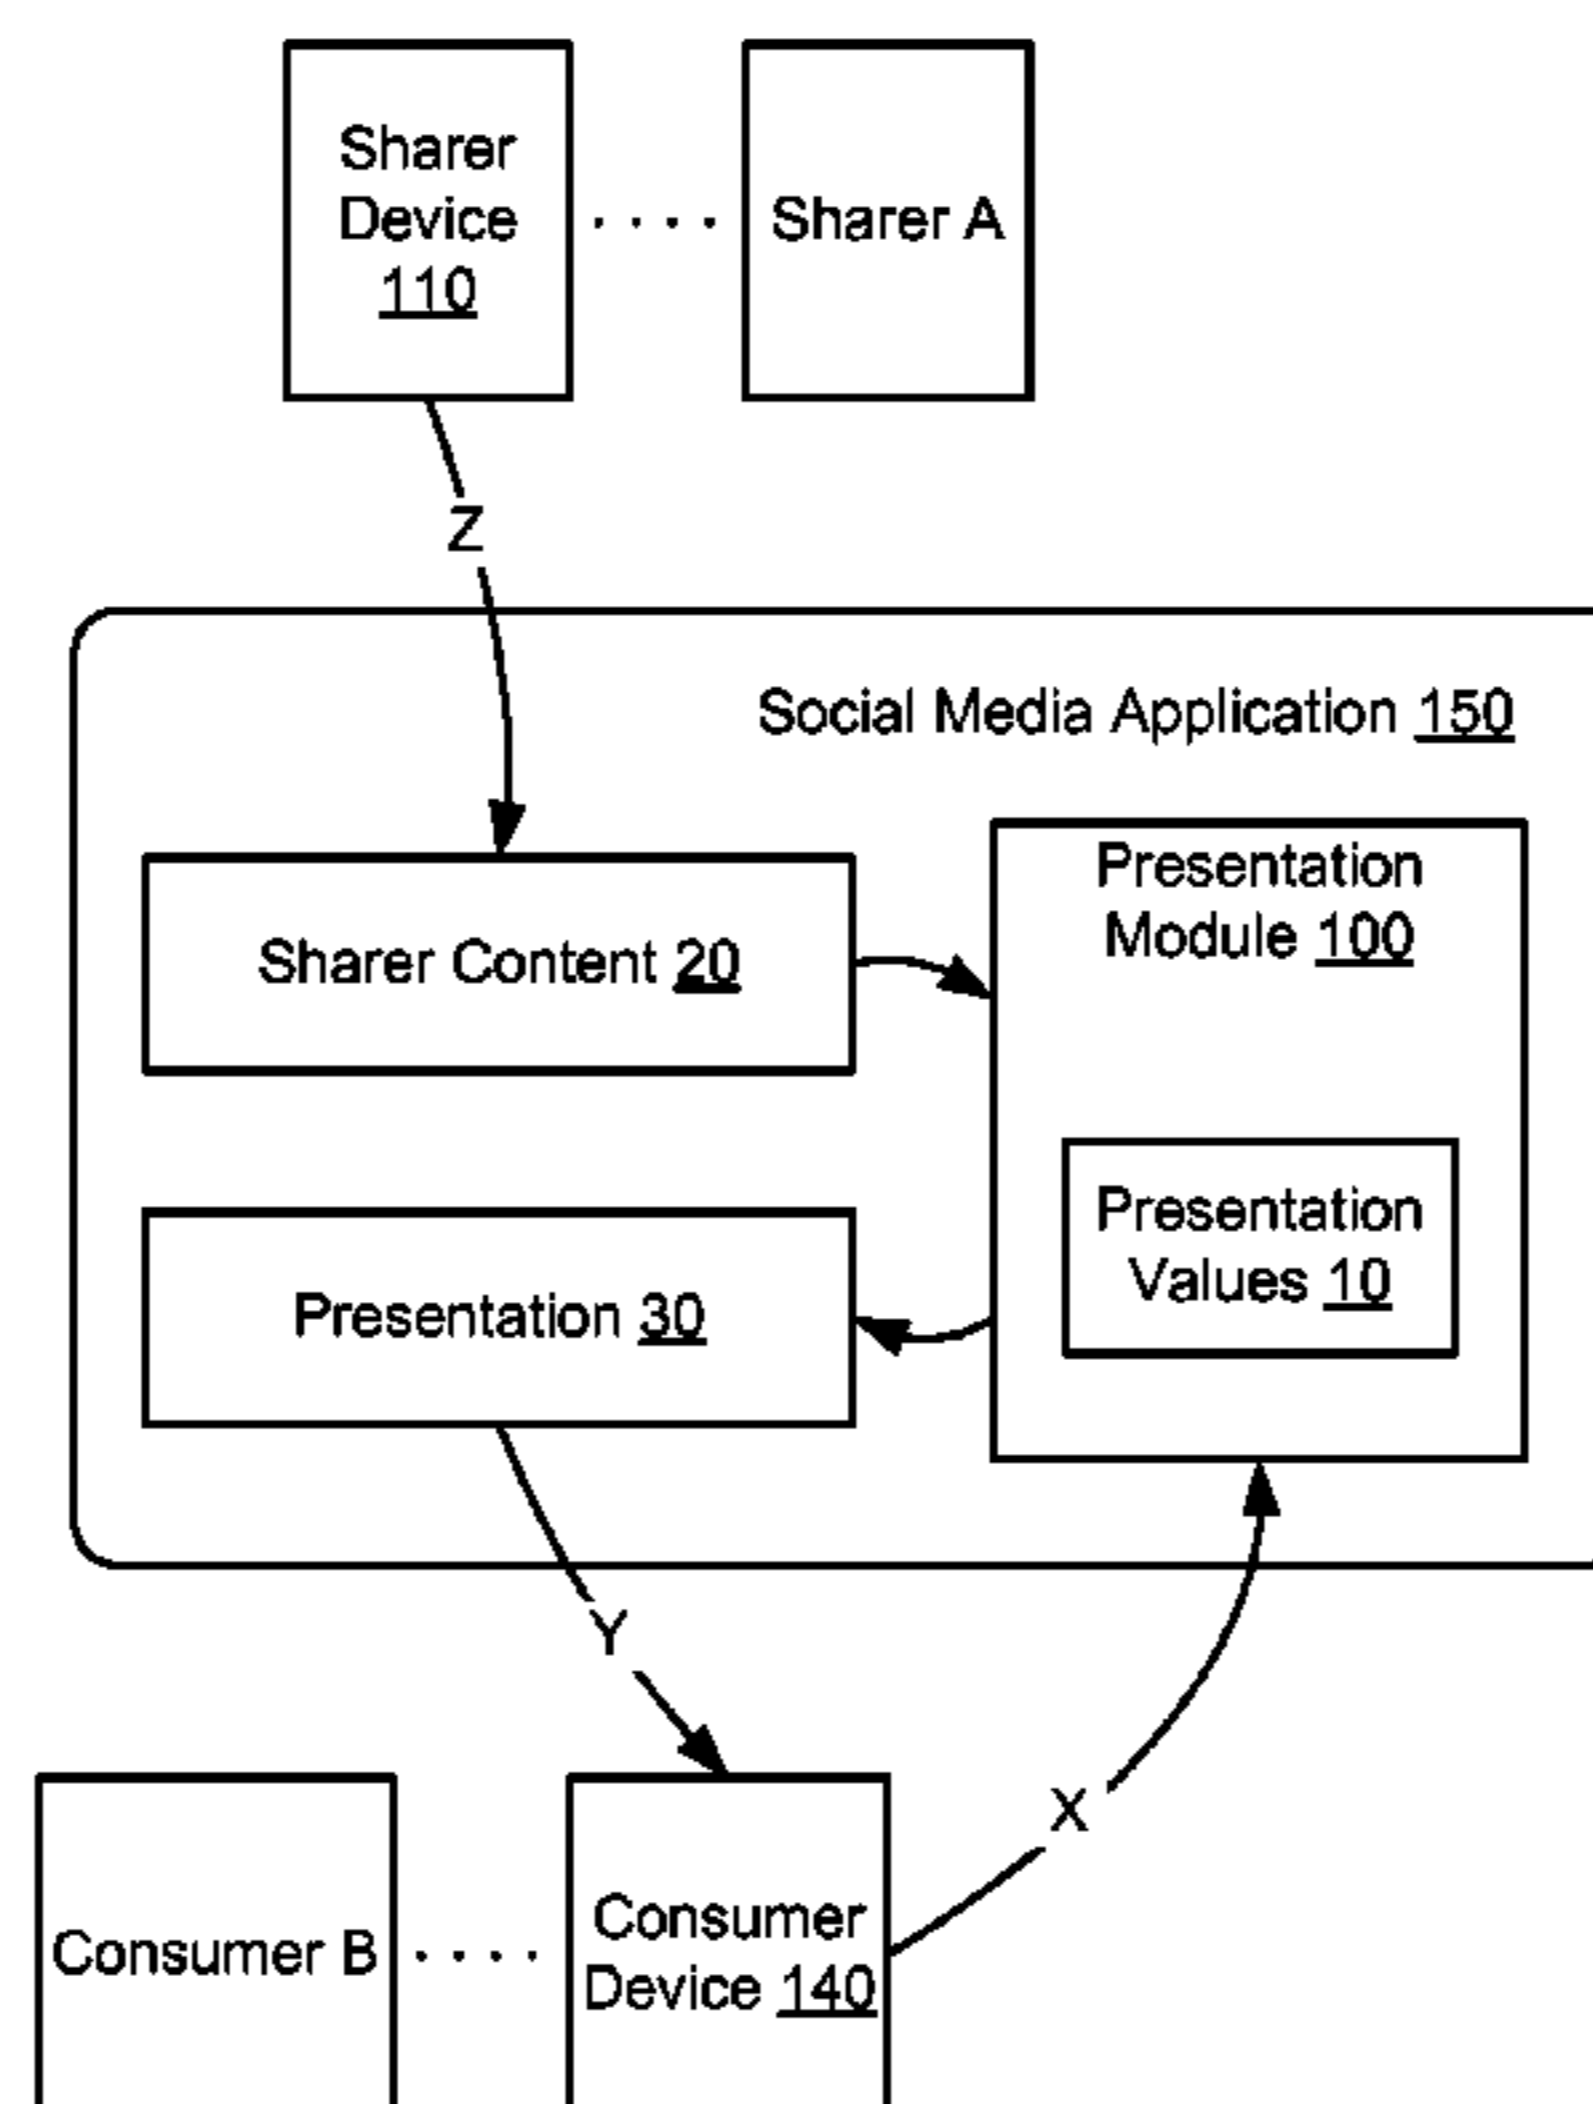 Sharer
Device
110
. . . .
Sharer A
Z
Social Media Application 150
Sharer Content 20
Presentation
Module 100
Presentation
Values 10
Presentation 30
Y
X
Consumer B
. . . .
Consumer
Device 140